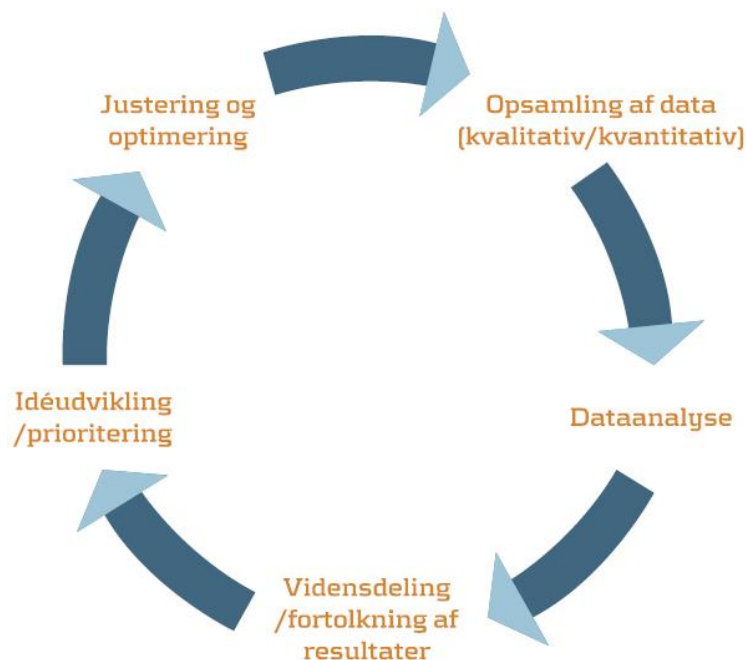 Justering og
optimering
Opsamling af data
(kvalitativ/kvantitativ)
Dataanalyse
Vidensdeling
/fortolkning af
resultater
Idéudvikling
/prioritering